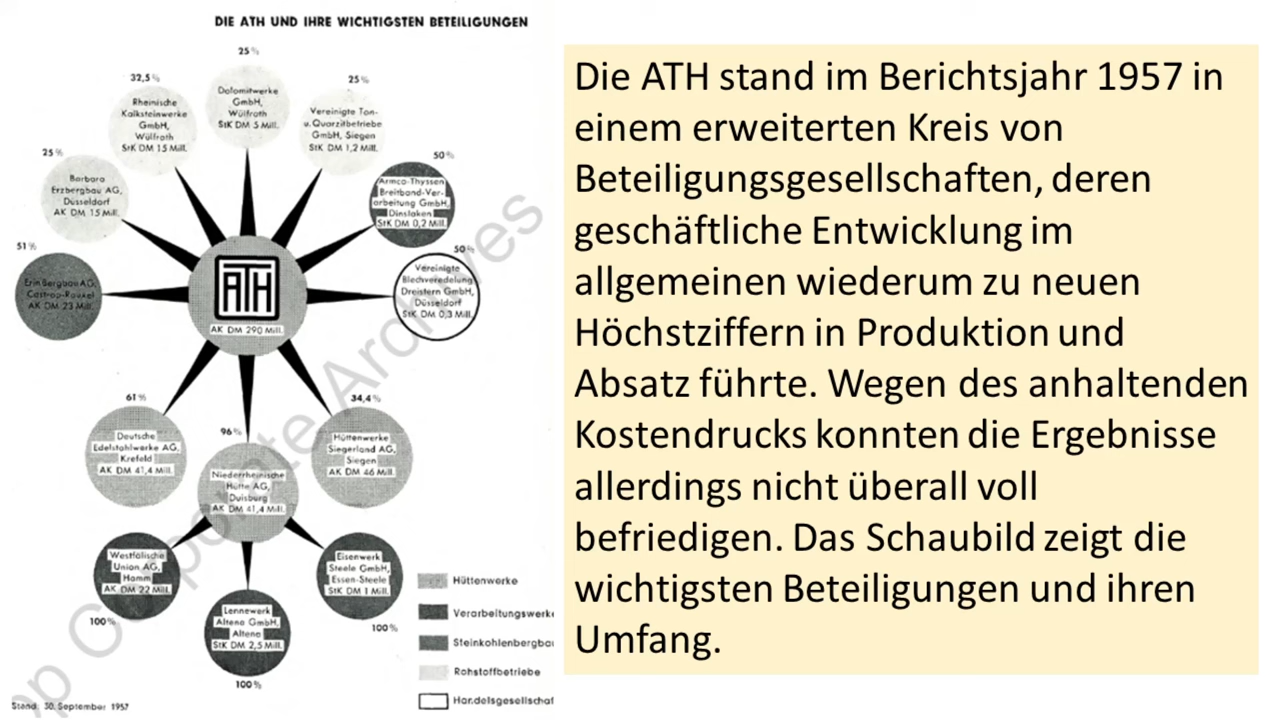 DIE ATH UND IHRE WICHTIGSTEN BETEILIGUNGEN
25 %
Dolomitwerke
GmbH,
Wülfrath
StK DM 5 Mill.
32,5 %
Rheinische
Kalksteinwerke
GmbH,
Wülfrath
StK DM 15 Mill.
25 %
Vereinigte Ton-
u. Quarzitbetriebe
GmbH, Siegen
StK DM 1,2 Mill.
25 %
Barbara
Erzbergbau AG,
Düsseldorf
AK DM 15 Mill.
50 %
Armco-Thyssen
Breitband-Ver-
arbeitung GmbH,
Dinslaken
StK DM 0,2 Mill.
51 %
Erin Bergbau AG,
Castrop-Rauxel
AK DM 23 Mill.
ATH
AK DM 290 Mill.
50 %
Vereinigte
Blechveredelung
Dreistern GmbH,
Düsseldorf
StK DM 0,3 Mill.
61 %
Deutsche
Edelstahlwerke AG,
Krefeld
AK DM 41,4 Mill.
96 %
Niederrheinische
Hütte AG,
Duisburg
AK DM 41,4 Mill.
34,4 %
Hüttenwerke
Siegerland AG,
Siegen
AK DM 46 Mill.
Westfälische
Union AG,
Hamm
AK DM 22 Mill.
100 %
Lennewerk
Altena GmbH,
Altena
StK DM 2,5 Mill.
100 %
Eisenwerk
Steele GmbH,
Essen-Steele
StK DM 1 Mill.
100 %
Hüttenwerke
Verarbeitungswerke
Steinkohlenbergbau
Rohstoffbetriebe
Handelsgesellschaf
Stand: 30. September 1957
Corporate Archives
Die ATH stand im Berichtsjahr 1957 in
einem erweiterten Kreis von
Beteiligungsgesellschaften, deren
geschäftliche Entwicklung im
allgemeinen wiederum zu neuen
Höchstziffern in Produktion und
Absatz führte. Wegen des anhaltenden
Kostendrucks konnten die Ergebnisse
allerdings nicht überall voll
befriedigen. Das Schaubild zeigt die
wichtigsten Beteiligungen und ihren
Umfang.